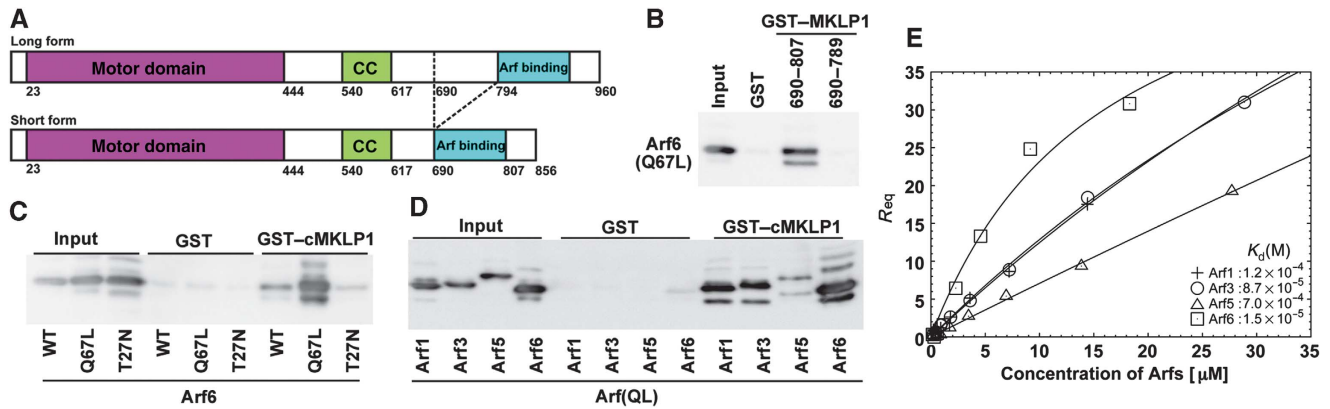 A
Long form
Motor domain
CC
Arf binding
23 444 540 617 690 794 960
Short form
Motor domain
CC
Arf binding
23 444 540 617 690 807 856
B
GST–MKLP1
Input
GST
690–807
690–789
Arf6
(Q67L)
C
Input GST GST–cMKLP1
WT Q67L T27N WT Q67L T27N WT Q67L T27N
Arf6
D
Input GST GST–cMKLP1
Arf1 Arf3 Arf5 Arf6 Arf1 Arf3 Arf5 Arf6 Arf1 Arf3 Arf5 Arf6
Arf(QL)
E
35
30
25
20
15
10
5
0
Req
Kd(M)
Arf1 : 1.2 × 10⁻⁴
Arf3 : 8.7 × 10⁻⁵
Arf5 : 7.0 × 10⁻⁴
Arf6 : 1.5 × 10⁻⁵
0 5 10 15 20 25 30 35
Concentration of Arfs [μM]